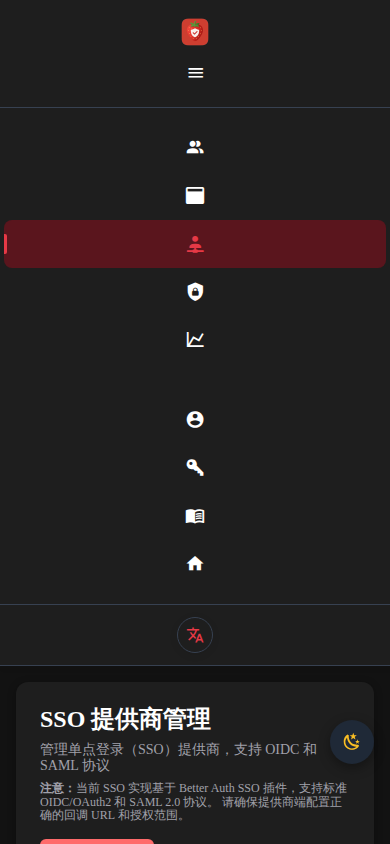 SSO 提供商管理
管理单点登录（SSO）提供商，支持 OIDC 和
SAML 协议
注意：当前 SSO 实现基于 Better Auth SSO 插件，支持标准
OIDC/OAuth2 和 SAML 2.0 协议。 请确保提供商端配置正
确的回调 URL 和授权范围。